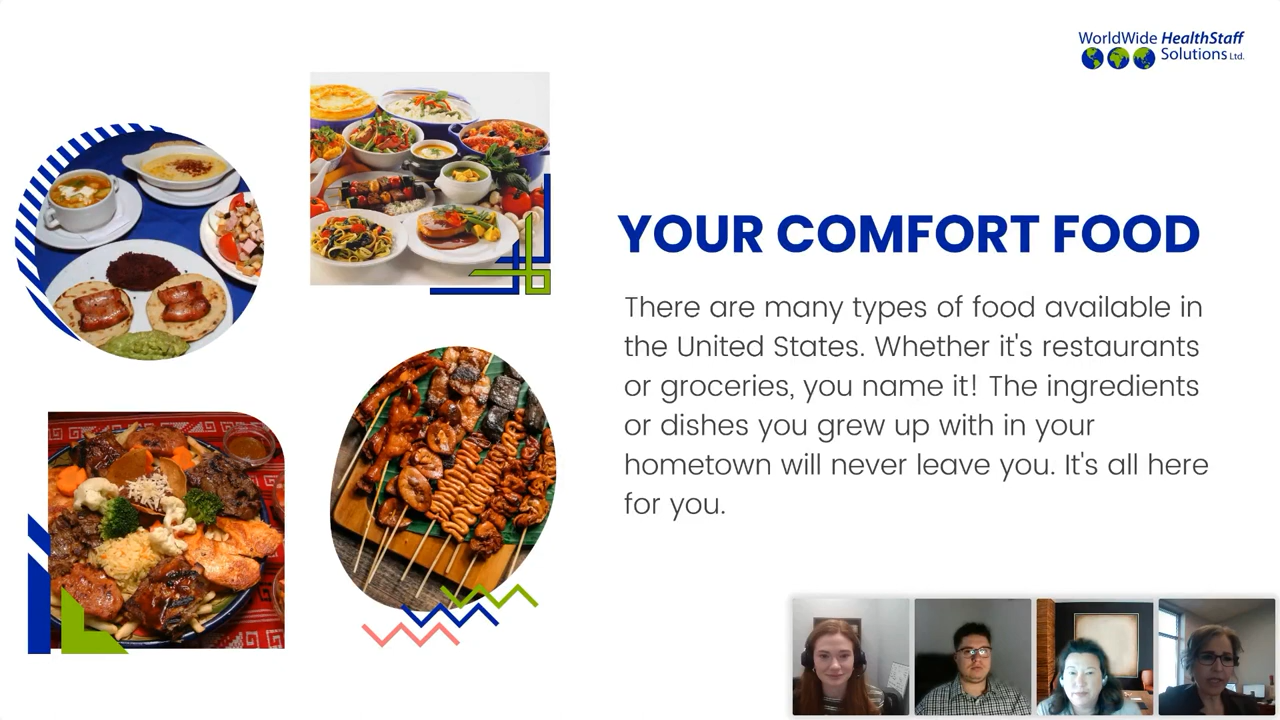 WorldWide HealthStaff
Solutions Ltd.
YOUR COMFORT FOOD
There are many types of food available in
the United States. Whether it's restaurants
or groceries, you name it! The ingredients
or dishes you grew up with in your
hometown will never leave you. It's all here
for you.